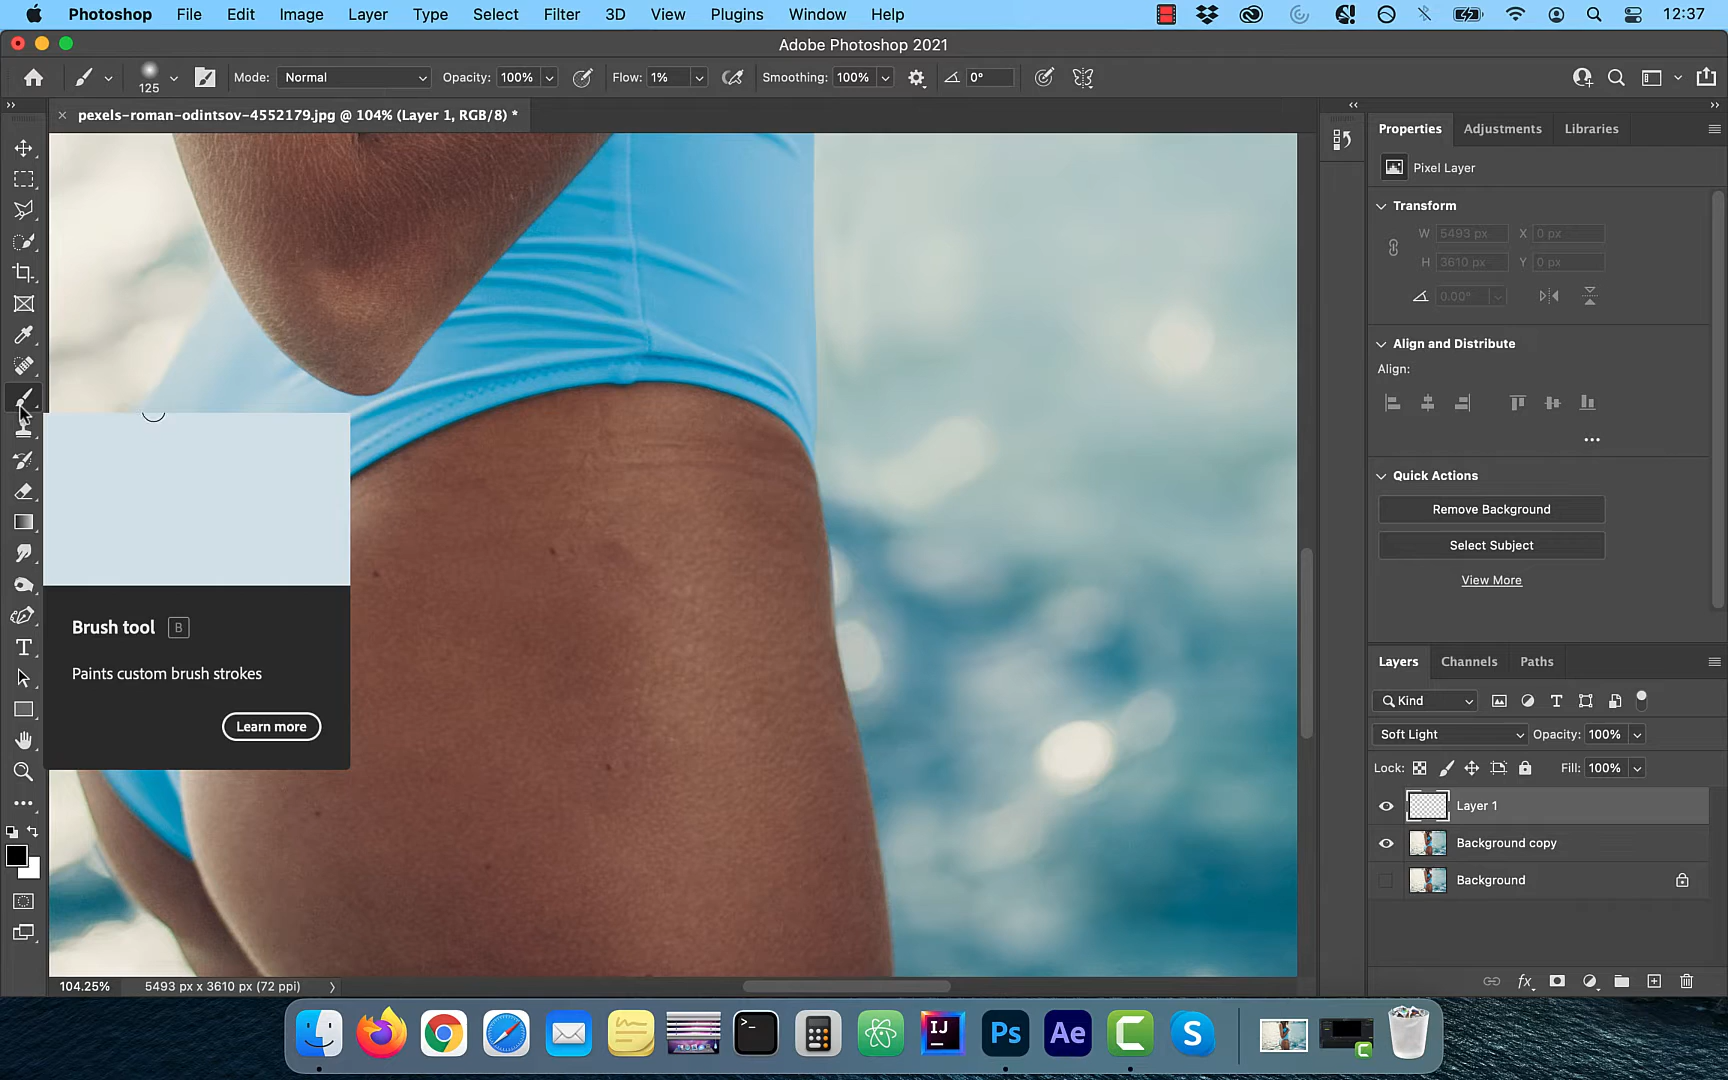 Photoshop File Edit Image Layer Type Select Filter 3D View Plugins Window Help 12:37
Adobe Photoshop 2021
125 Mode: Normal Opacity: 100% Flow: 1% Smoothing: 100% 0°
pexels-roman-odintsov-4552179.jpg @ 104% (Layer 1, RGB/8) *
Properties Adjustments Libraries
Pixel Layer
Transform
W 5493 px X 0 px
H 3610 px Y 0 px
0.00°
Align and Distribute
Align:
Quick Actions
Remove Background
Select Subject
View More
Brush tool B
Paints custom brush strokes
Learn more
Layers Channels Paths
Kind
Soft Light Opacity: 100%
Lock: Fill: 100%
Layer 1
Background copy
Background
104.25% 5493 px x 3610 px (72 ppi)
IJ Ps Ae C S